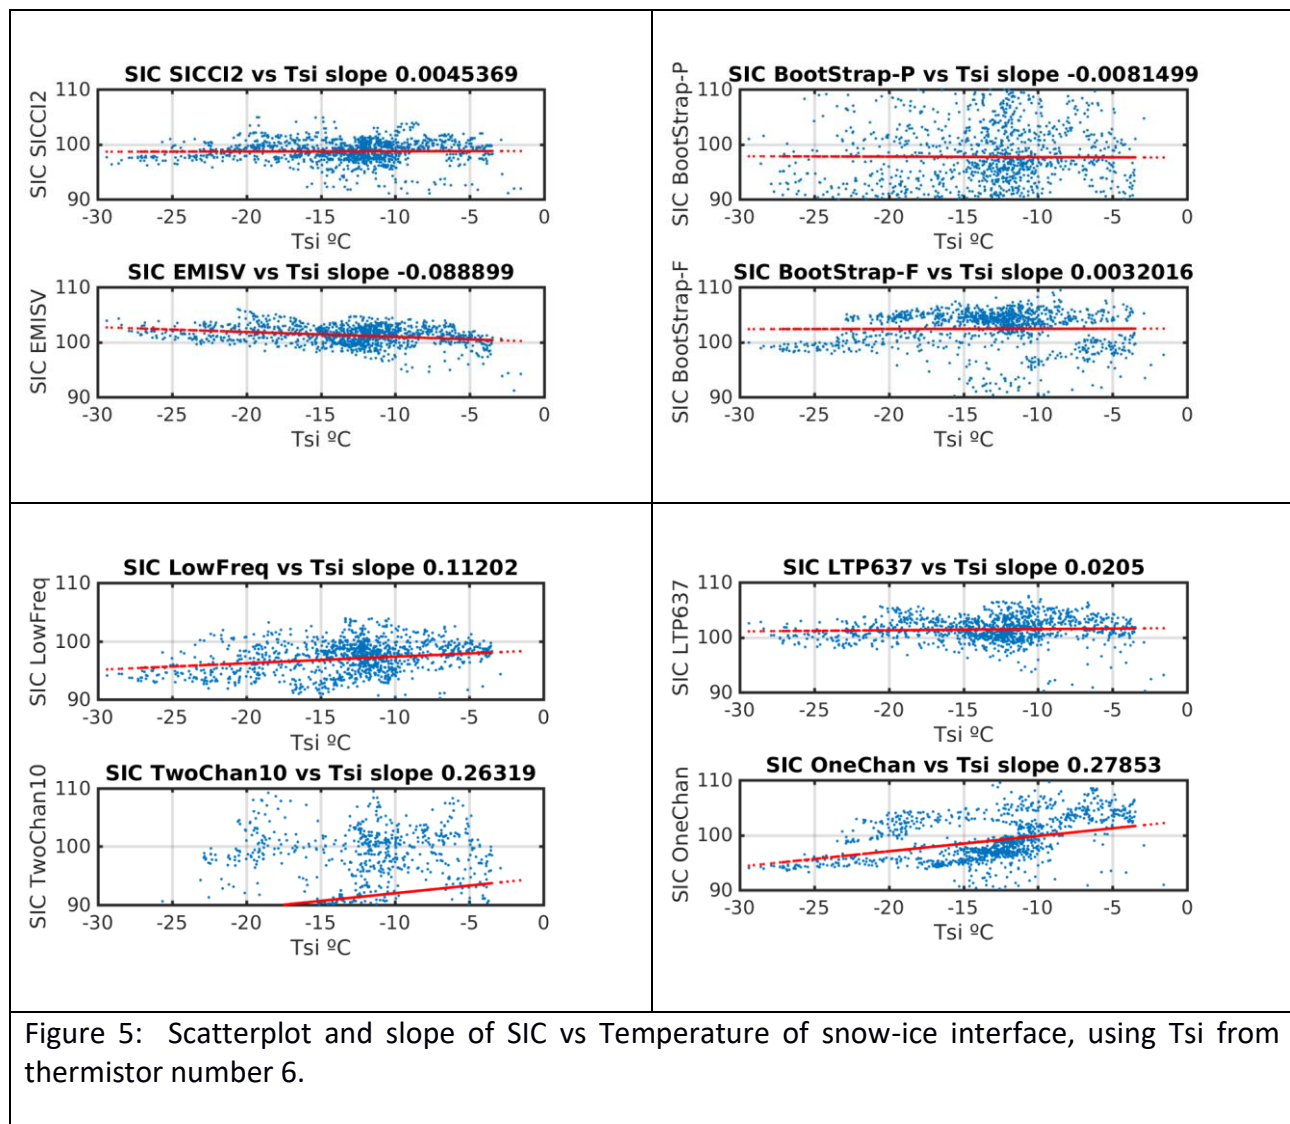 SIC SICCI2 vs Tsi slope 0.0045369
SIC SICCI2
110
100
90
-30 -25 -20 -15 -10 -5 0
Tsi ºC
SIC EMISV vs Tsi slope -0.088899
SIC EMISV
110
100
90
-30 -25 -20 -15 -10 -5 0
Tsi ºC
SIC BootStrap-P vs Tsi slope -0.0081499
SIC BootStrap-P
110
100
90
-30 -25 -20 -15 -10 -5 0
Tsi ºC
SIC BootStrap-F vs Tsi slope 0.0032016
SIC BootStrap-F
110
100
90
-30 -25 -20 -15 -10 -5 0
Tsi ºC
SIC LowFreq vs Tsi slope 0.11202
SIC LowFreq
110
100
90
-30 -25 -20 -15 -10 -5 0
Tsi ºC
SIC TwoChan10 vs Tsi slope 0.26319
SIC TwoChan10
110
100
90
-30 -25 -20 -15 -10 -5 0
Tsi ºC
SIC LTP637 vs Tsi slope 0.0205
SIC LTP637
110
100
90
-30 -25 -20 -15 -10 -5 0
Tsi ºC
SIC OneChan vs Tsi slope 0.27853
SIC OneChan
110
100
90
-30 -25 -20 -15 -10 -5 0
Tsi ºC
Figure 5: Scatterplot and slope of SIC vs Temperature of snow-ice interface, using Tsi from
thermistor number 6.